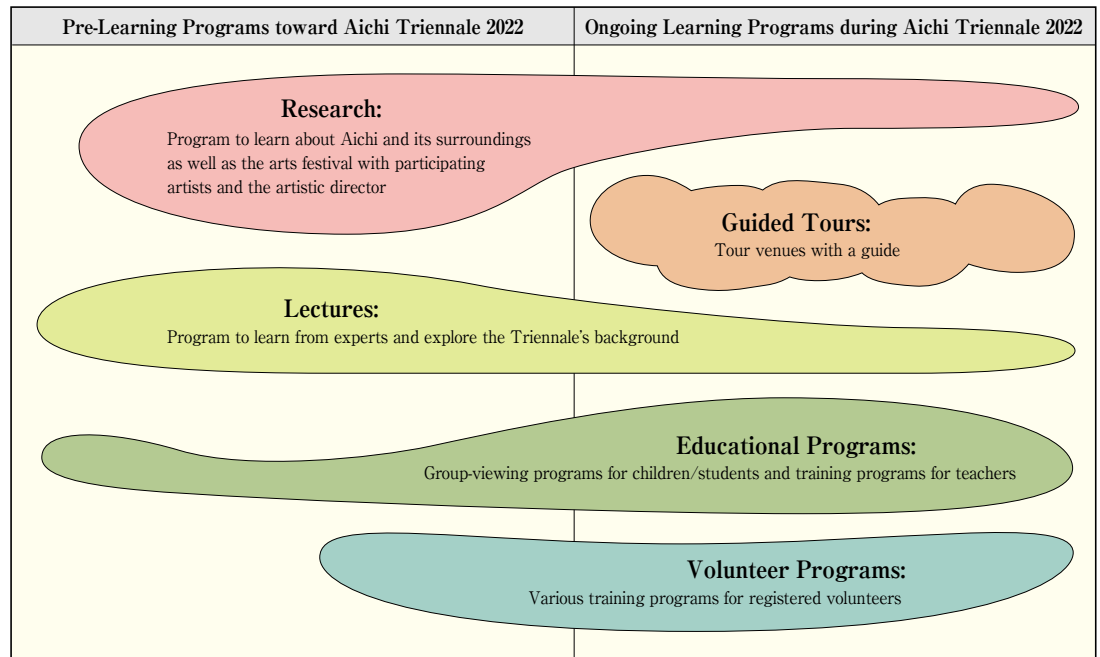 Pre-Learning Programs toward Aichi Triennale 2022
Ongoing Learning Programs during Aichi Triennale 2022
Research:
Program to learn about Aichi and its surroundings
as well as the arts festival with participating
artists and the artistic director
Guided Tours:
Tour venues with a guide
Lectures:
Program to learn from experts and explore the Triennale's background
Educational Programs:
Group-viewing programs for children/students and training programs for teachers
Volunteer Programs:
Various training programs for registered volunteers